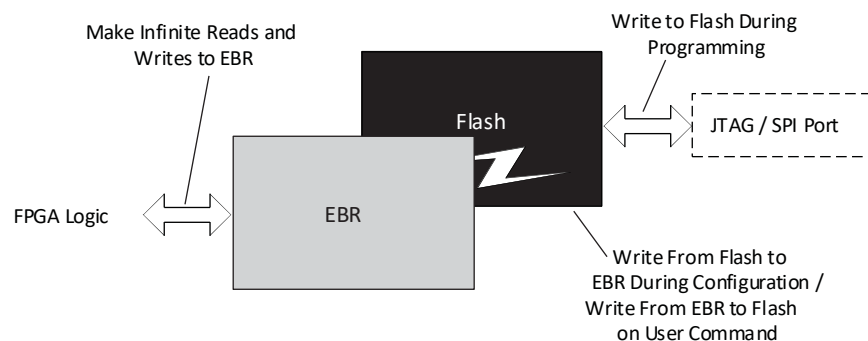 Make Infinite Reads and
Writes to EBR
Write to Flash During
Programming
Flash
JTAG / SPI Port
FPGA Logic
EBR
Write From Flash to
EBR During Configuration /
Write From EBR to Flash
on User Command